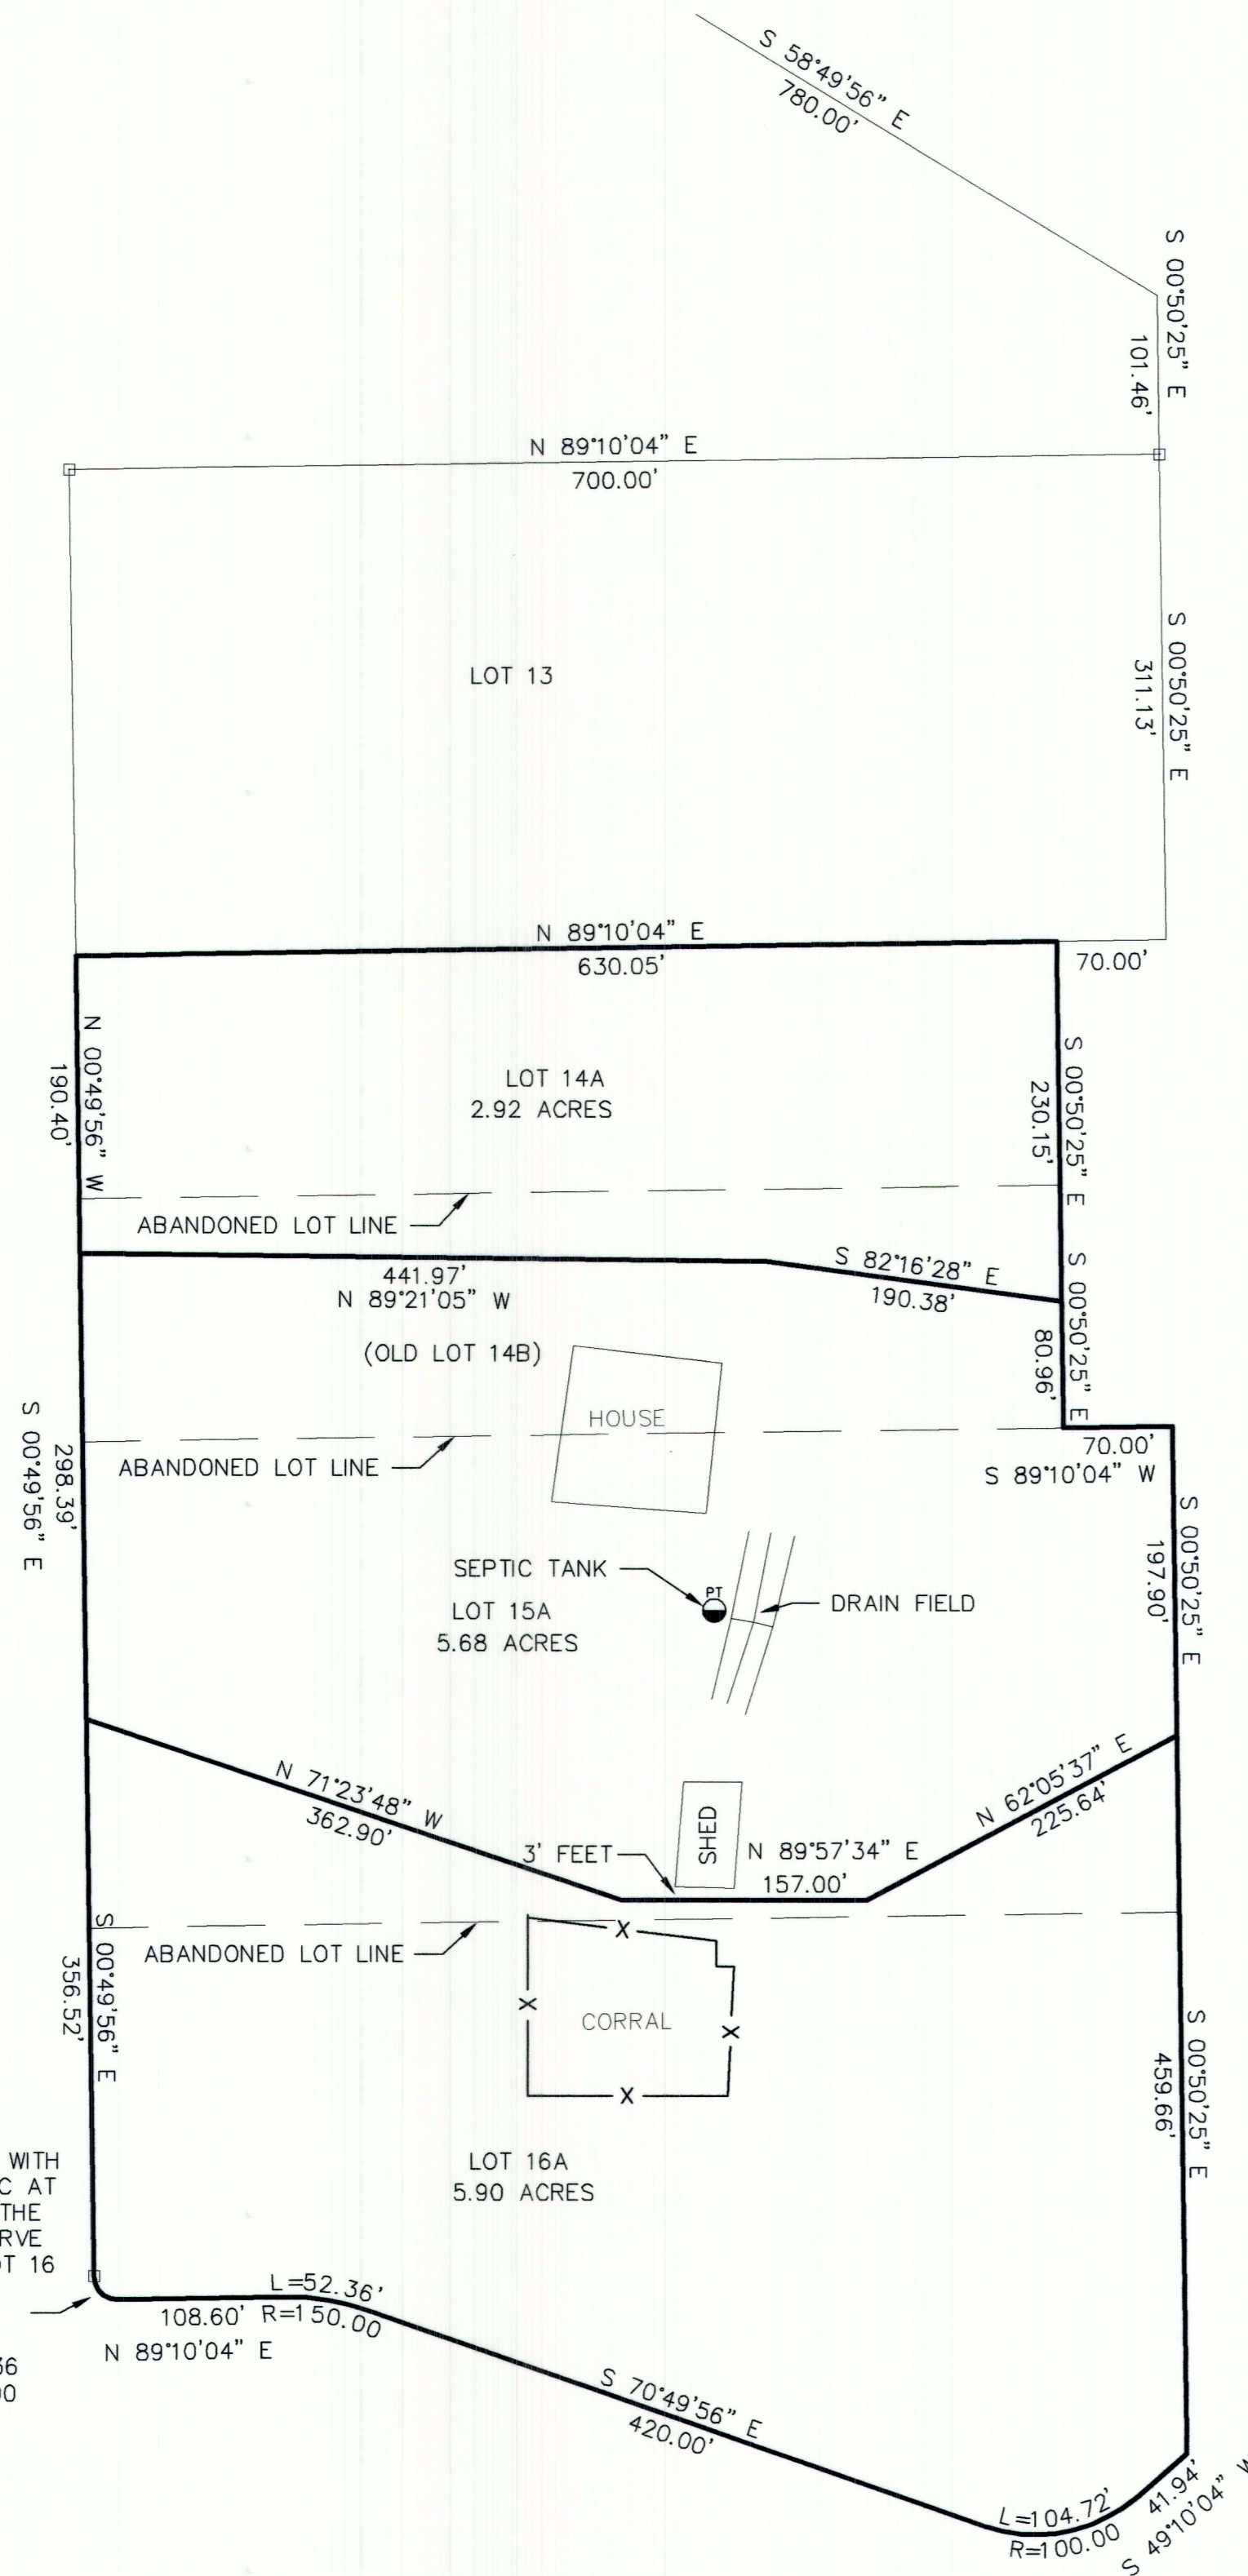 S 58°49'56" E
780.00'
S 00°50'25" E
101.46'
N 89°10'04" E
700.00'
S 00°50'25" E
311.13'
LOT 13
N 89°10'04" E
630.05'
70.00'
N 00°49'56" W
190.40'
LOT 14A
2.92 ACRES
S 00°50'25" E
230.15'
ABANDONED LOT LINE
441.97'
N 89°21'05" W
S 82°16'28" E
190.38'
S 00°50'25" E
80.96'
(OLD LOT 14B)
HOUSE
ABANDONED LOT LINE
70.00'
S 89°10'04" W
298.39'
S 00°49'56" E
S 00°50'25" E
197.90'
SEPTIC TANK
PT
DRAIN FIELD
LOT 15A
5.68 ACRES
N 71°23'48" W
362.90'
SHED
3' FEET
N 89°57'34" E
157.00'
N 62°05'37" E
225.64'
ABANDONED LOT LINE
S 00°49'56" E
356.52'
X
X
X
X
CORRAL
S 00°50'25" E
459.66'
LOT 16A
5.90 ACRES
WITH
C AT
THE
RVE
OT 16
L=52.36'
108.60' R=150.00
N 89°10'04" E
36
00
S 70°49'56" E
420.00'
L=104.72'
R=100.00
41.94'
S 49°10'04" W